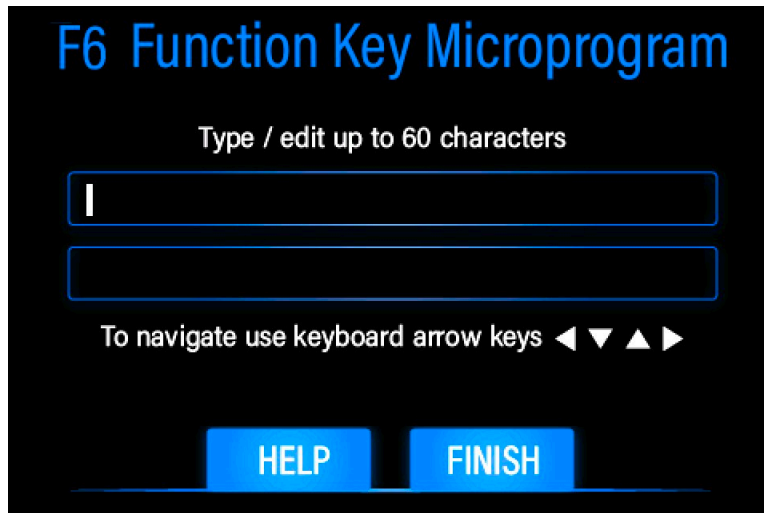 F6 Function Key Microprogram
Type / edit up to 60 characters
To navigate use keyboard arrow keys ◀ ▼ ▲ ▶
HELP FINISH